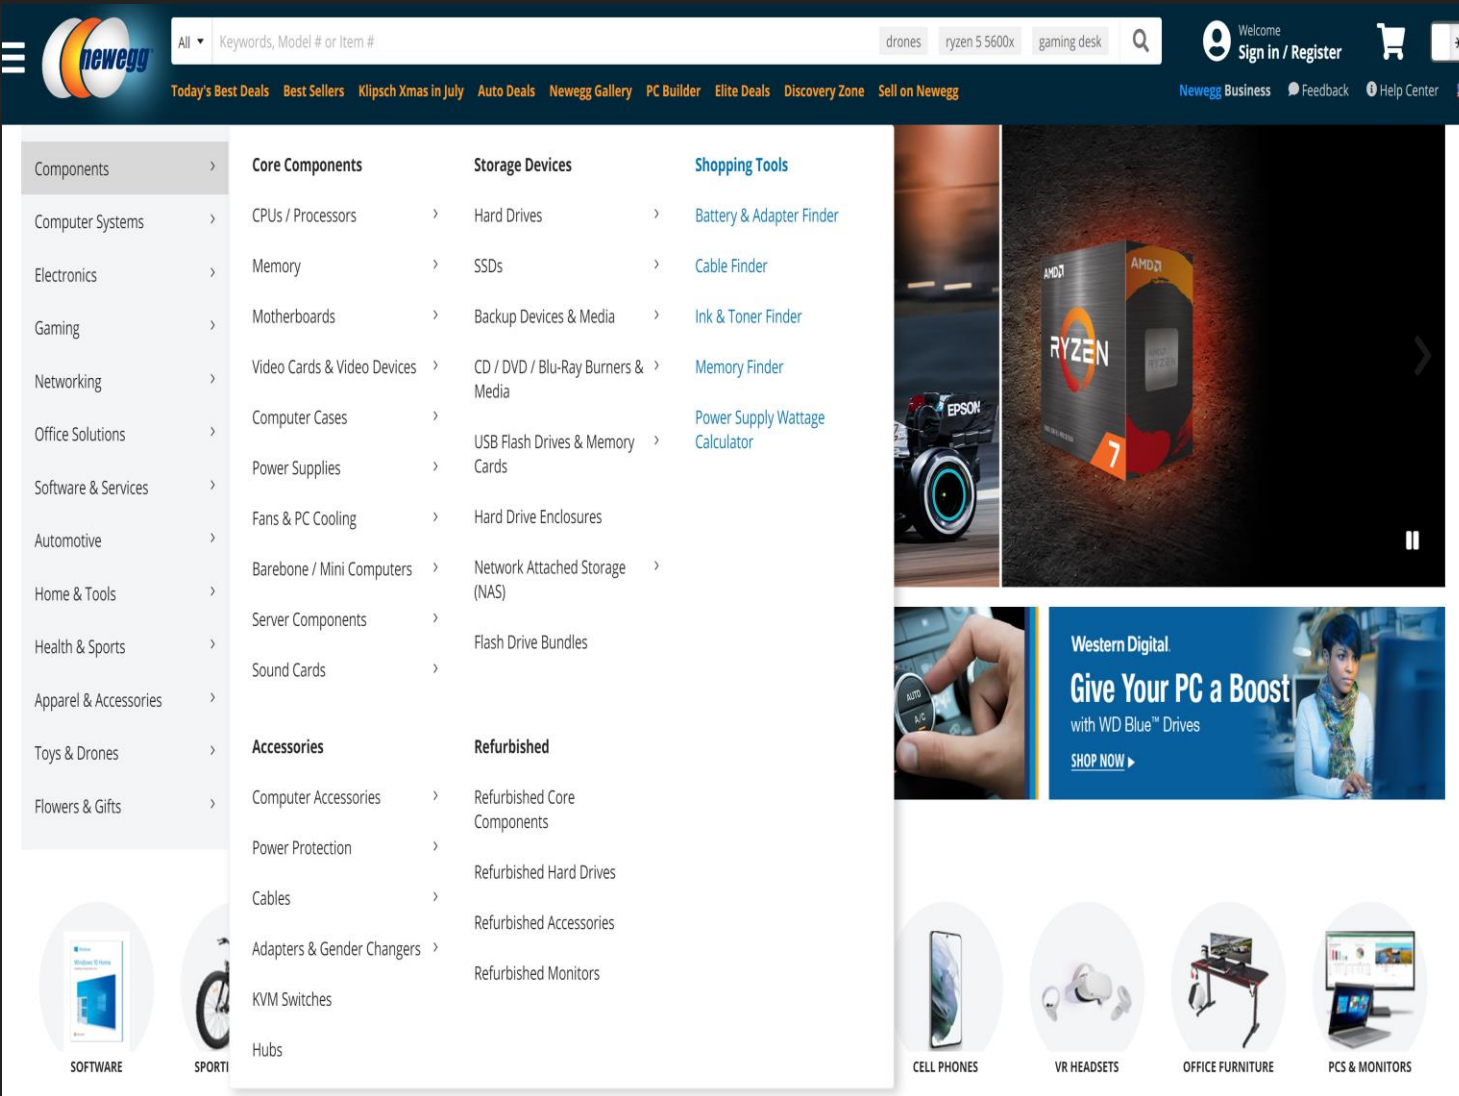 newegg
All
Keywords, Model # or Item #
drones
ryzen 5 5600x
gaming desk
Welcome
Sign in / Register
Today's Best Deals
Best Sellers
Klipsch Xmas in July
Auto Deals
Newegg Gallery
PC Builder
Elite Deals
Discovery Zone
Sell on Newegg
Newegg Business
Feedback
Help Center
Components
Computer Systems
Electronics
Gaming
Networking
Office Solutions
Software & Services
Automotive
Home & Tools
Health & Sports
Apparel & Accessories
Toys & Drones
Flowers & Gifts
Core Components
CPUs / Processors
Memory
Motherboards
Video Cards & Video Devices
Computer Cases
Power Supplies
Fans & PC Cooling
Barebone / Mini Computers
Server Components
Sound Cards
Accessories
Computer Accessories
Power Protection
Cables
Adapters & Gender Changers
KVM Switches
Hubs
Storage Devices
Hard Drives
SSDs
Backup Devices & Media
CD / DVD / Blu-Ray Burners &
Media
USB Flash Drives & Memory
Cards
Hard Drive Enclosures
Network Attached Storage
(NAS)
Flash Drive Bundles
Refurbished
Refurbished Core
Components
Refurbished Hard Drives
Refurbished Accessories
Refurbished Monitors
Shopping Tools
Battery & Adapter Finder
Cable Finder
Ink & Toner Finder
Memory Finder
Power Supply Wattage
Calculator
EPSON
AMD
AMD
RYZEN
7
AUTO
A/C
Western Digital.
Give Your PC a Boost
with WD Blue™ Drives
SHOP NOW
SOFTWARE
SPORTI
CELL PHONES
VR HEADSETS
OFFICE FURNITURE
PCS & MONITORS